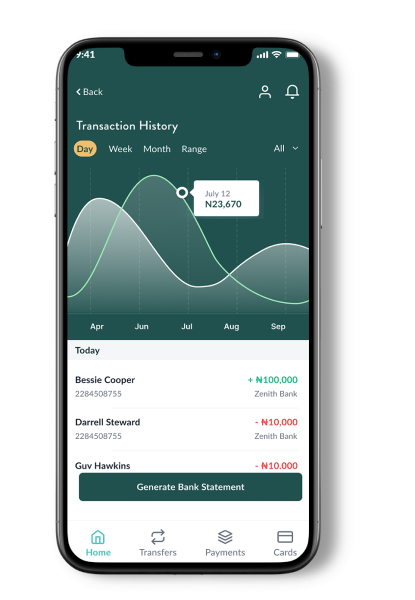 9:41
Back
Transaction History
Day Week Month Range All
July 12
N23,670
Apr Jun Jul Aug Sep
Today
Bessie Cooper + ₦100,000
2284508755 Zenith Bank
Darrell Steward - ₦10,000
2284508755 Zenith Bank
Guy Hawkins - ₦10,000
Generate Bank Statement
Home Transfers Payments Cards